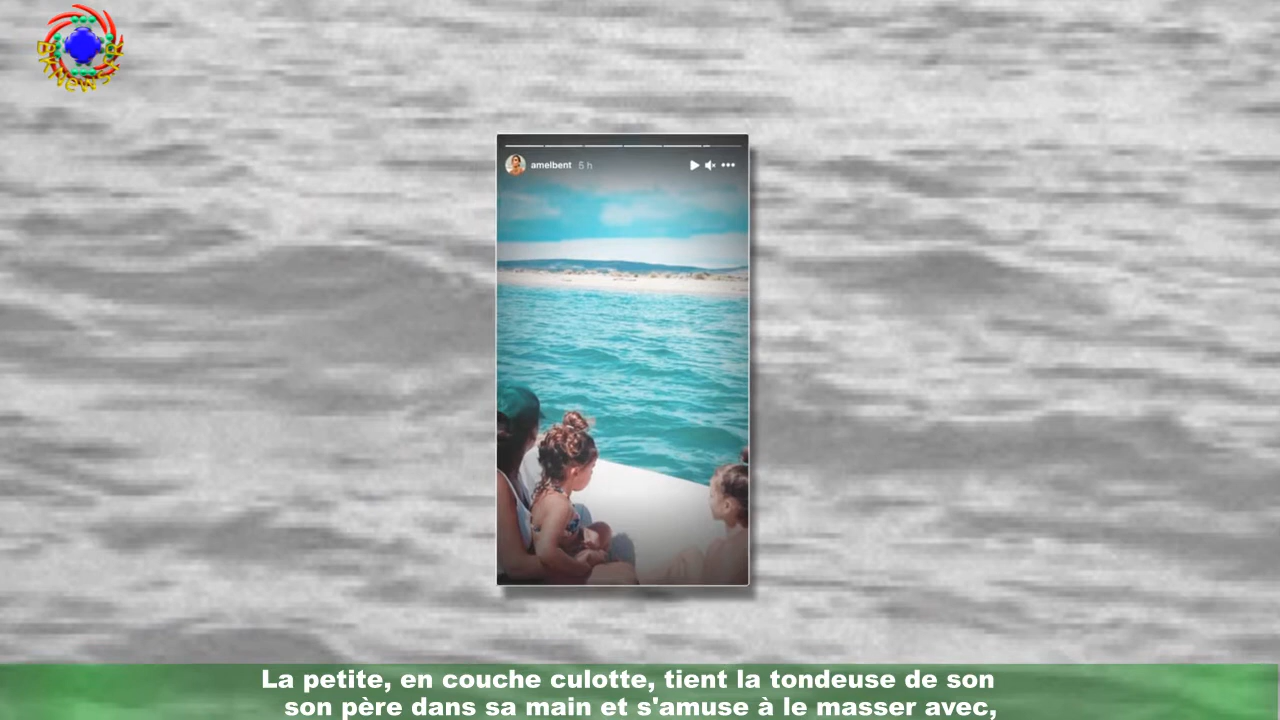 amelbent 5 h
La petite, en couche culotte, tient la tondeuse de son
son père dans sa main et s'amuse à le masser avec,